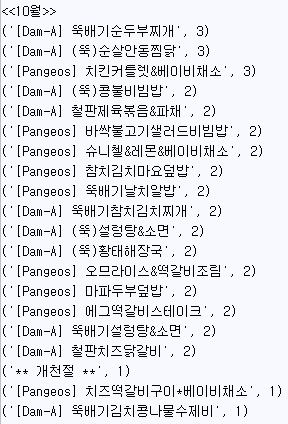 <<10월>>
('[Dam-A] 뚝배기순두부찌개', 3)
('[Dam-A] (뚝)순살안동찜닭', 3)
('[Pangeos] 치킨커틀렛&베이비채소', 3)
('[Dam-A] (뚝)콩불비빔밥', 2)
('[Dam-A] 철판제육볶음&파채', 2)
('[Pangeos] 바싹불고기샐러드비빔밥', 2)
('[Pangeos] 슈니첼&레몬&베이비채소', 2)
('[Pangeos] 참치김치마요덮밥', 2)
('[Pangeos] 뚝배기날치알밥', 2)
('[Dam-A] 뚝배기참치김치찌개', 2)
('[Dam-A] (뚝)설렁탕&소면', 2)
('[Dam-A] (뚝)황태해장국', 2)
('[Pangeos] 오므라이스&떡갈비조림', 2)
('[Pangeos] 마파두부덮밥', 2)
('[Pangeos] 에그떡갈비스테이크', 2)
('[Dam-A] 뚝배기설렁탕&소면', 2)
('[Dam-A] 철판치즈닭갈비', 2)
('** 개천절 **', 1)
('[Pangeos] 치즈떡갈비구이*베이비채소', 1)
('[Dam-A] 뚝배기김치콩나물수제비', 1)